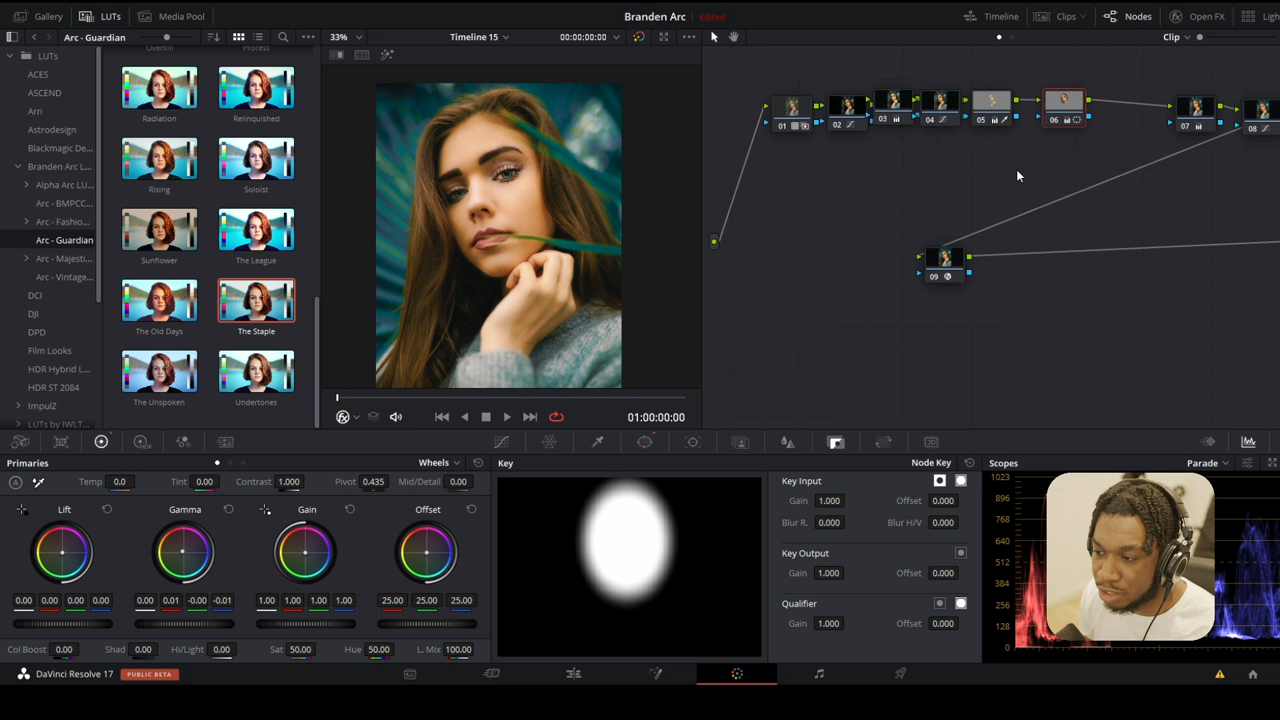 Gallery LUTs Media Pool Branden Arc Edited Timeline Clips Nodes Open FX Ligh
Arc - Guardian 33% Timeline 15 00:00:00:00 Clip
LUTs
ACES
ASCEND
Arri
Astrodesign
Blackmagic De...
Branden Arc L...
Alpha Arc LU...
Arc - BMPCC...
Arc - Fashio...
Arc - Guardian
Arc - Majesti...
Arc - Vintage...
DCI
DJI
DPD
Film Looks
HDR Hybrid L...
HDR ST 2084
ImpulZ
LUTs by IWLT...
Overkill Process
Radiation Relinquished
Rising Soloist
Sunflower The League
The Old Days The Staple
The Unspoken Undertones
01 02 03 04 05 06 07 08
09
01:00:00:00
Primaries Wheels
Temp 0.0 Tint 0.00 Contrast 1.000 Pivot 0.435 Mid/Detail 0.00
Lift Gamma Gain Offset
0.00 0.00 0.00 0.00 0.00 0.01 -0.00 -0.01 1.00 1.00 1.00 1.00 25.00 25.00 25.00
Col Boost 0.00 Shad 0.00 Hi/Light 0.00 Sat 50.00 Hue 50.00 L. Mix 100.00
Key Node Key
Key Input
Gain 1.000 Offset 0.000
Blur R. 0.000 Blur H/V 0.000
Key Output
Gain 1.000 Offset 0.000
Qualifier
Gain 1.000 Offset 0.000
Scopes Parade
1023
896
768
640
512
384
256
128
0
DaVinci Resolve 17 PUBLIC BETA